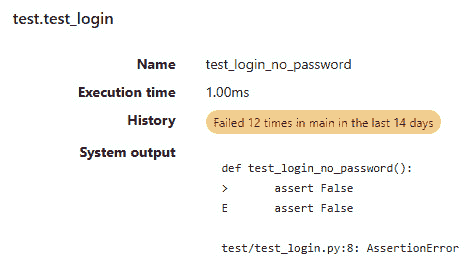 test.test_login
Name test_login_no_password
Execution time 1.00ms
History Failed 12 times in main in the last 14 days
System output
def test_login_no_password():
>       assert False
E       assert False
test/test_login.py:8: AssertionError